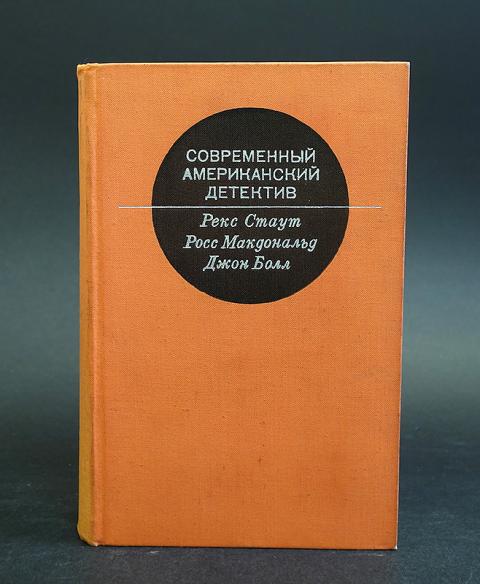 СОВРЕМЕННЫЙ
АМЕРИКАНСКИЙ
ДЕТЕКТИВ
Рекс Стаут
Росс Макдональд
Джон Болл